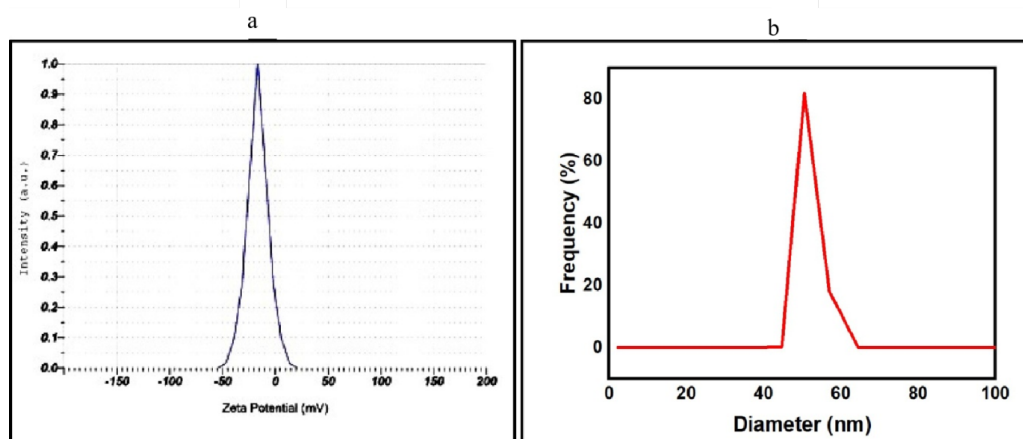 a
1.0
0.9
0.8
0.7
0.6
0.5
0.4
0.3
0.2
0.1
0.0
Intensity (a.u.)
-150 -100 -50 0 50 100 150 200
Zeta Potential (mV)
b
80
60
40
20
0
Frequency (%)
0 20 40 60 80 100
Diameter (nm)